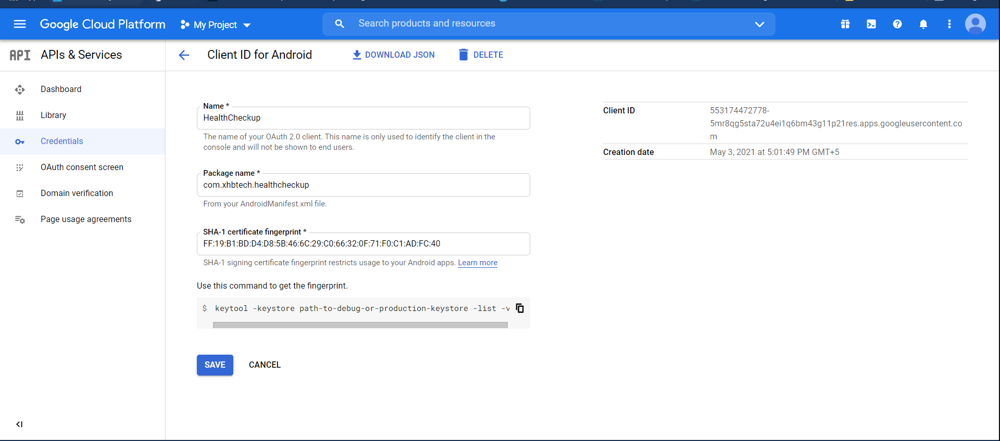 Google Cloud Platform
My Project
Search products and resources
API APIs & Services
Client ID for Android
DOWNLOAD JSON
DELETE
Dashboard
Library
Credentials
OAuth consent screen
Domain verification
Page usage agreements
Name *
HealthCheckup
The name of your OAuth 2.0 client. This name is only used to identify the client in the
console and will not be shown to end users.
Package name *
com.xhbtech.healthcheckup
From your AndroidManifest.xml file.
SHA-1 certificate fingerprint *
FF:19:B1:BD:D4:D8:5B:46:6C:29:C0:66:32:0F:71:F0:C1:AD:FC:40
SHA-1 signing certificate fingerprint restricts usage to your Android apps. Learn more
Use this command to get the fingerprint.
$ keytool -keystore path-to-debug-or-production-keystore -list -v
SAVE
CANCEL
Client ID
553174472778-
5mr8qg5sta72u4ei1q6bm43g11p21res.apps.googleusercontent.co
m
Creation date
May 3, 2021 at 5:01:49 PM GMT+5